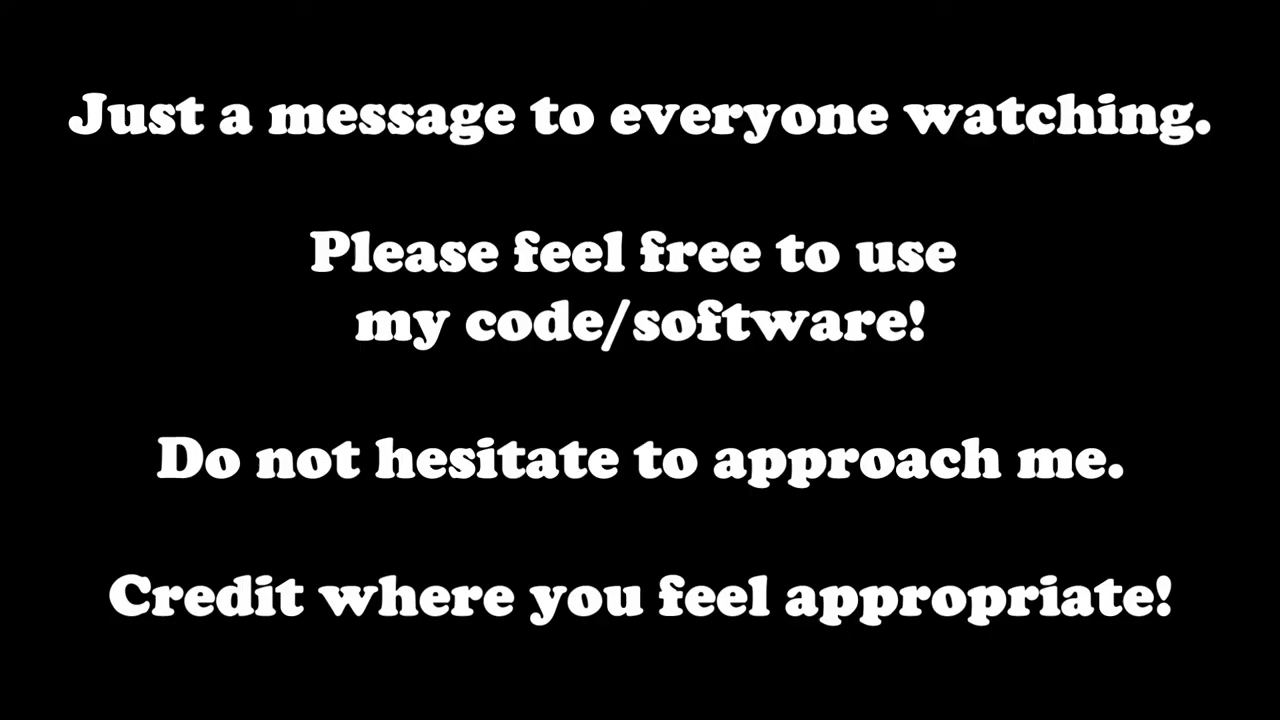 Just a message to everyone watching.
Please feel free to use
my code/software!
Do not hesitate to approach me.
Credit where you feel appropriate!